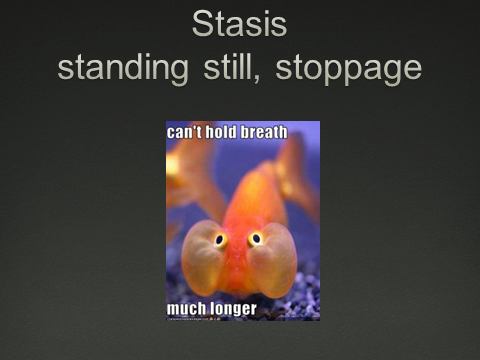 Stasis
standing still, stoppage
can't hold breath
much longer